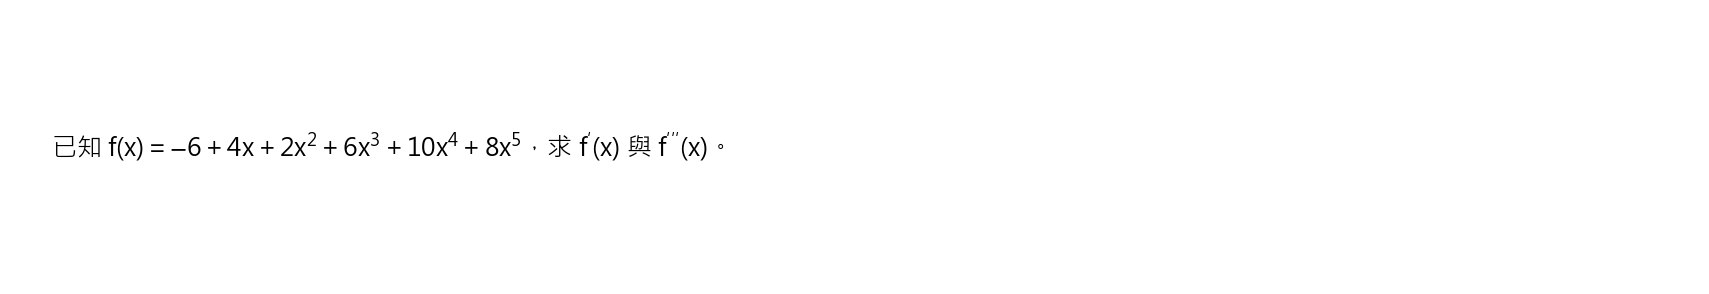 已知 f(x) = –6 + 4x + 2x² + 6x³ + 10x⁴ + 8x⁵，求 f′(x) 與 f′′′(x)。